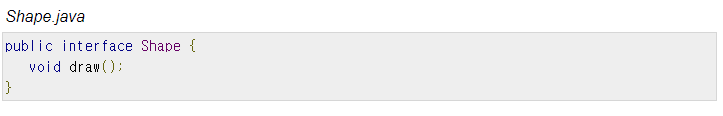 Shape.java
public interface Shape {
   void draw();
}